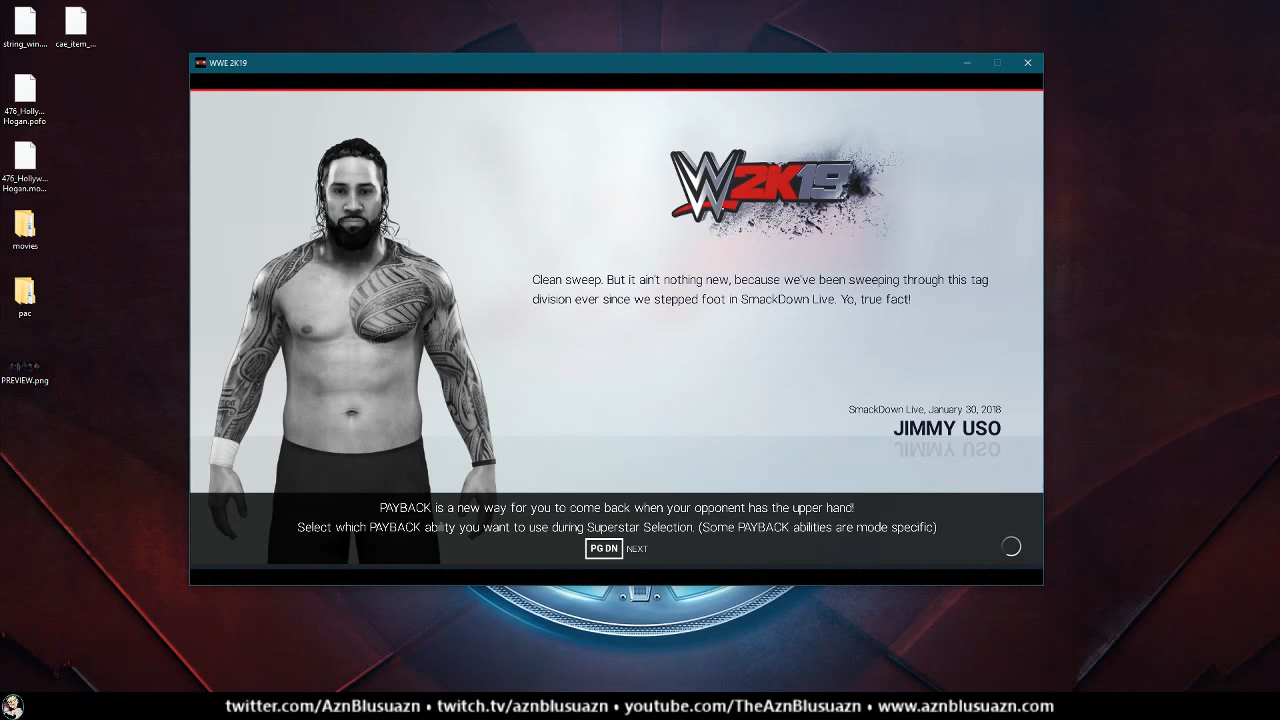 string_win....
cae_item_...
476_Holly...
Hogan.pofo
476_Hollyw...
Hogan.mo...
movies
pac
PREVIEW.png
WWE 2K19
W 2K19
Clean sweep. But it ain't nothing new, because we've been sweeping through this tag
division ever since we stepped foot in SmackDown Live. Yo, true fact!
SmackDown Live, January 30, 2018
JIMMY USO
PAYBACK is a new way for you to come back when your opponent has the upper hand!
Select which PAYBACK ability you want to use during Superstar Selection. (Some PAYBACK abilities are mode specific)
PG DN NEXT
twitter.com/AznBlusuazn • twitch.tv/aznblusuazn • youtube.com/TheAznBlusuazn • www.aznblusuazn.com